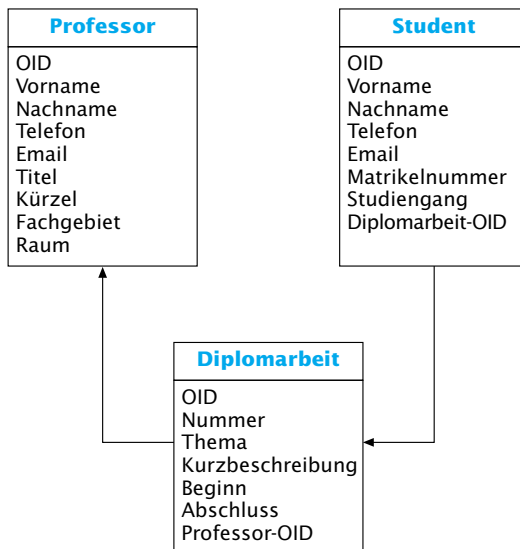 Professor
OID
Vorname
Nachname
Telefon
Email
Titel
Kürzel
Fachgebiet
Raum
Student
OID
Vorname
Nachname
Telefon
Email
Matrikelnummer
Studiengang
Diplomarbeit-OID
Diplomarbeit
OID
Nummer
Thema
Kurzbeschreibung
Beginn
Abschluss
Professor-OID